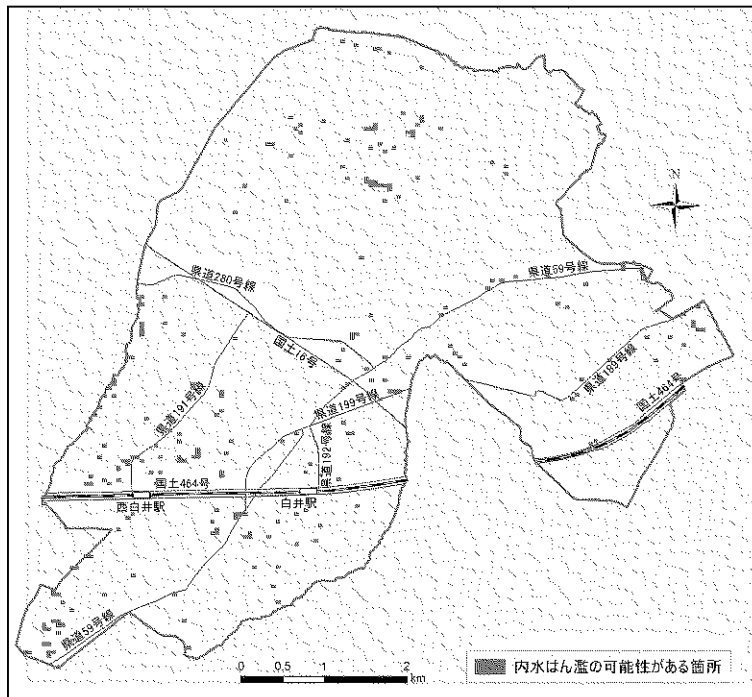 N
県道280号線
県道59号線
国土16号
県道189号線
国土464号
県道191号線
県道199号線
県道192号線
国土464号
西白井駅
白井駅
県道59号線
0 0.5 1 2
km
内水はん濫の可能性がある箇所